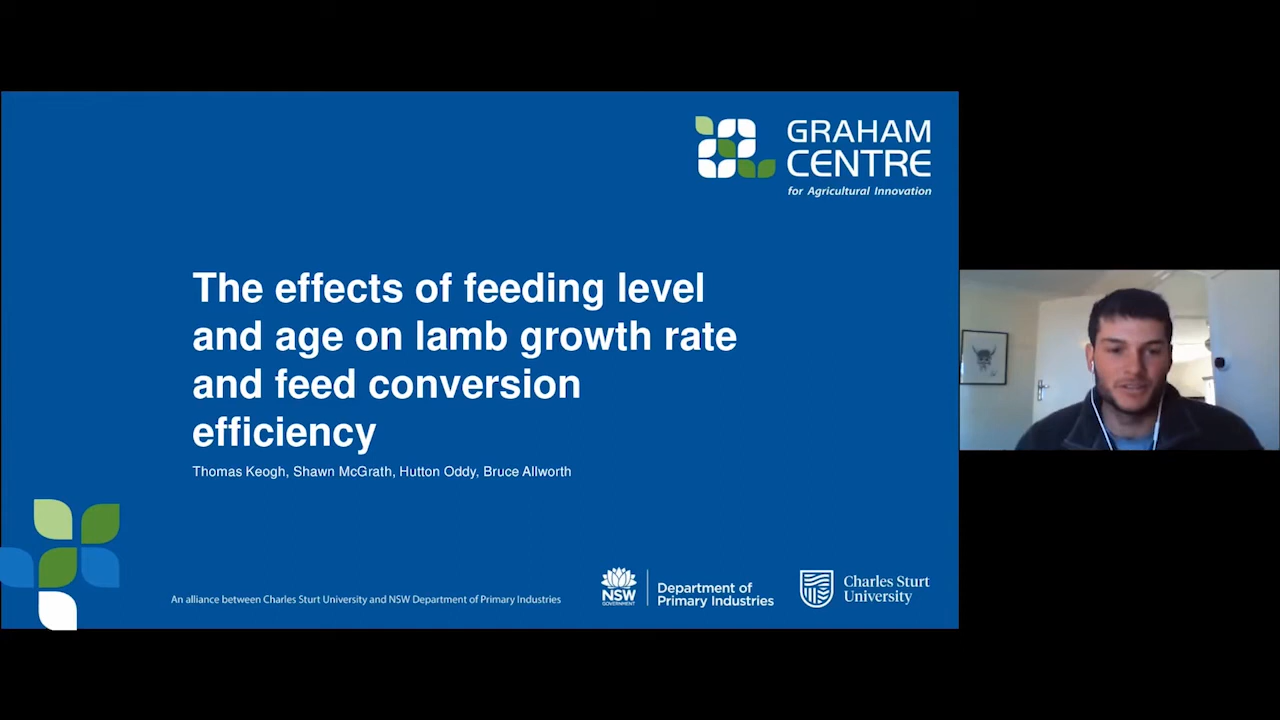 GRAHAM
CENTRE
for Agricultural Innovation
The effects of feeding level
and age on lamb growth rate
and feed conversion
efficiency
Thomas Keogh, Shawn McGrath, Hutton Oddy, Bruce Allworth
An alliance between Charles Sturt University and NSW Department of Primary Industries
NSW
GOVERNMENT
Department of
Primary Industries
Charles Sturt
University